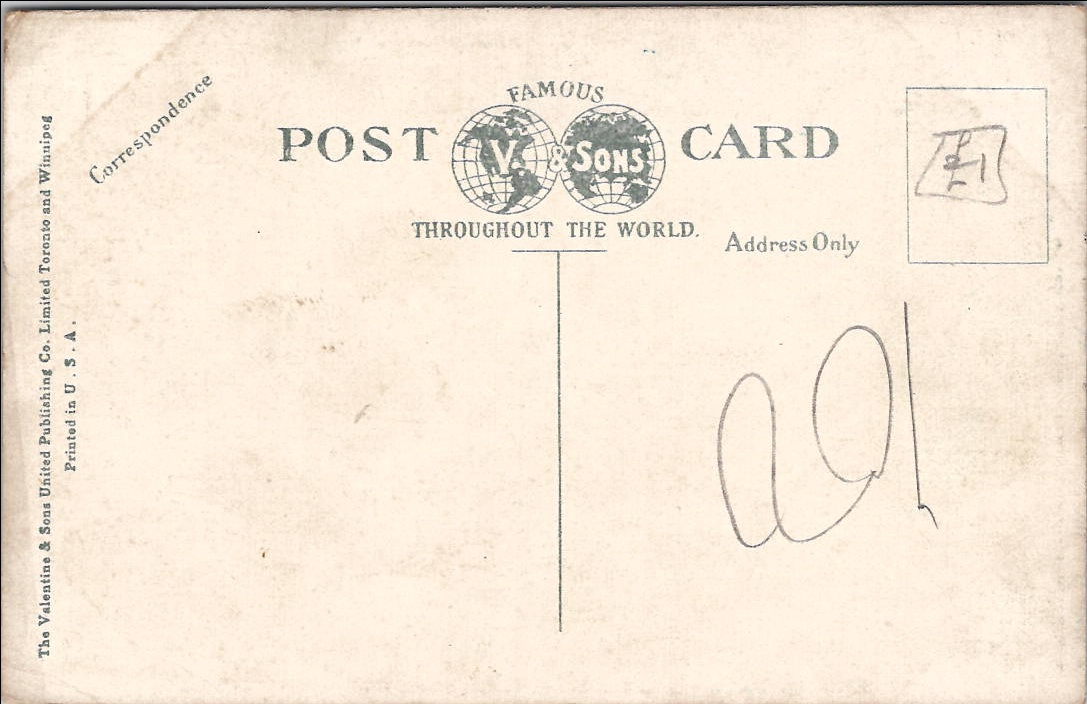 FAMOUS
POST V. & SONS CARD
THROUGHOUT THE WORLD.
Correspondence
Address Only
The Valentine & Sons United Publishing Co. Limited Toronto and Winnipeg
Printed in U.S.A.